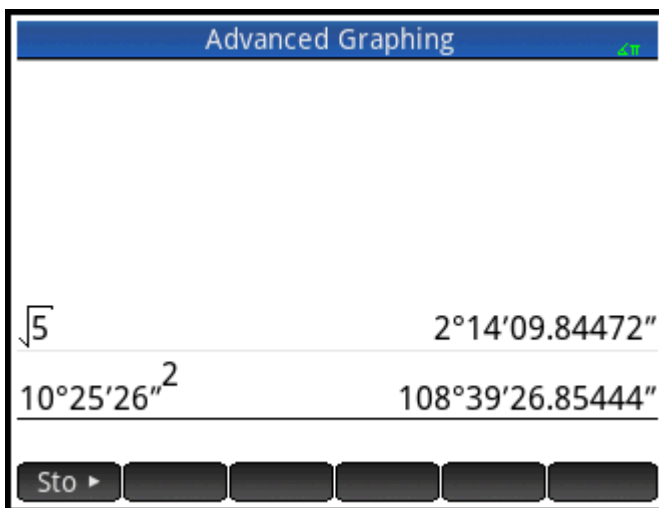 Advanced Graphing ∡π
√5 2°14′09.84472″
10°25′26″² 108°39′26.85444″
Sto ►